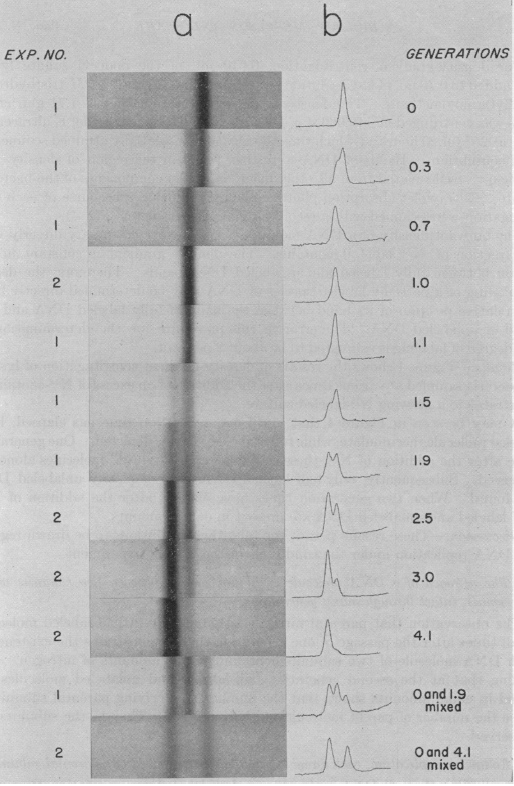 a b
EXP. NO. GENERATIONS
1 0
1 0.3
1 0.7
2 1.0
1 1.1
1 1.5
1 1.9
2 2.5
2 3.0
2 4.1
1 0 and 1.9
mixed
2 0 and 4.1
mixed